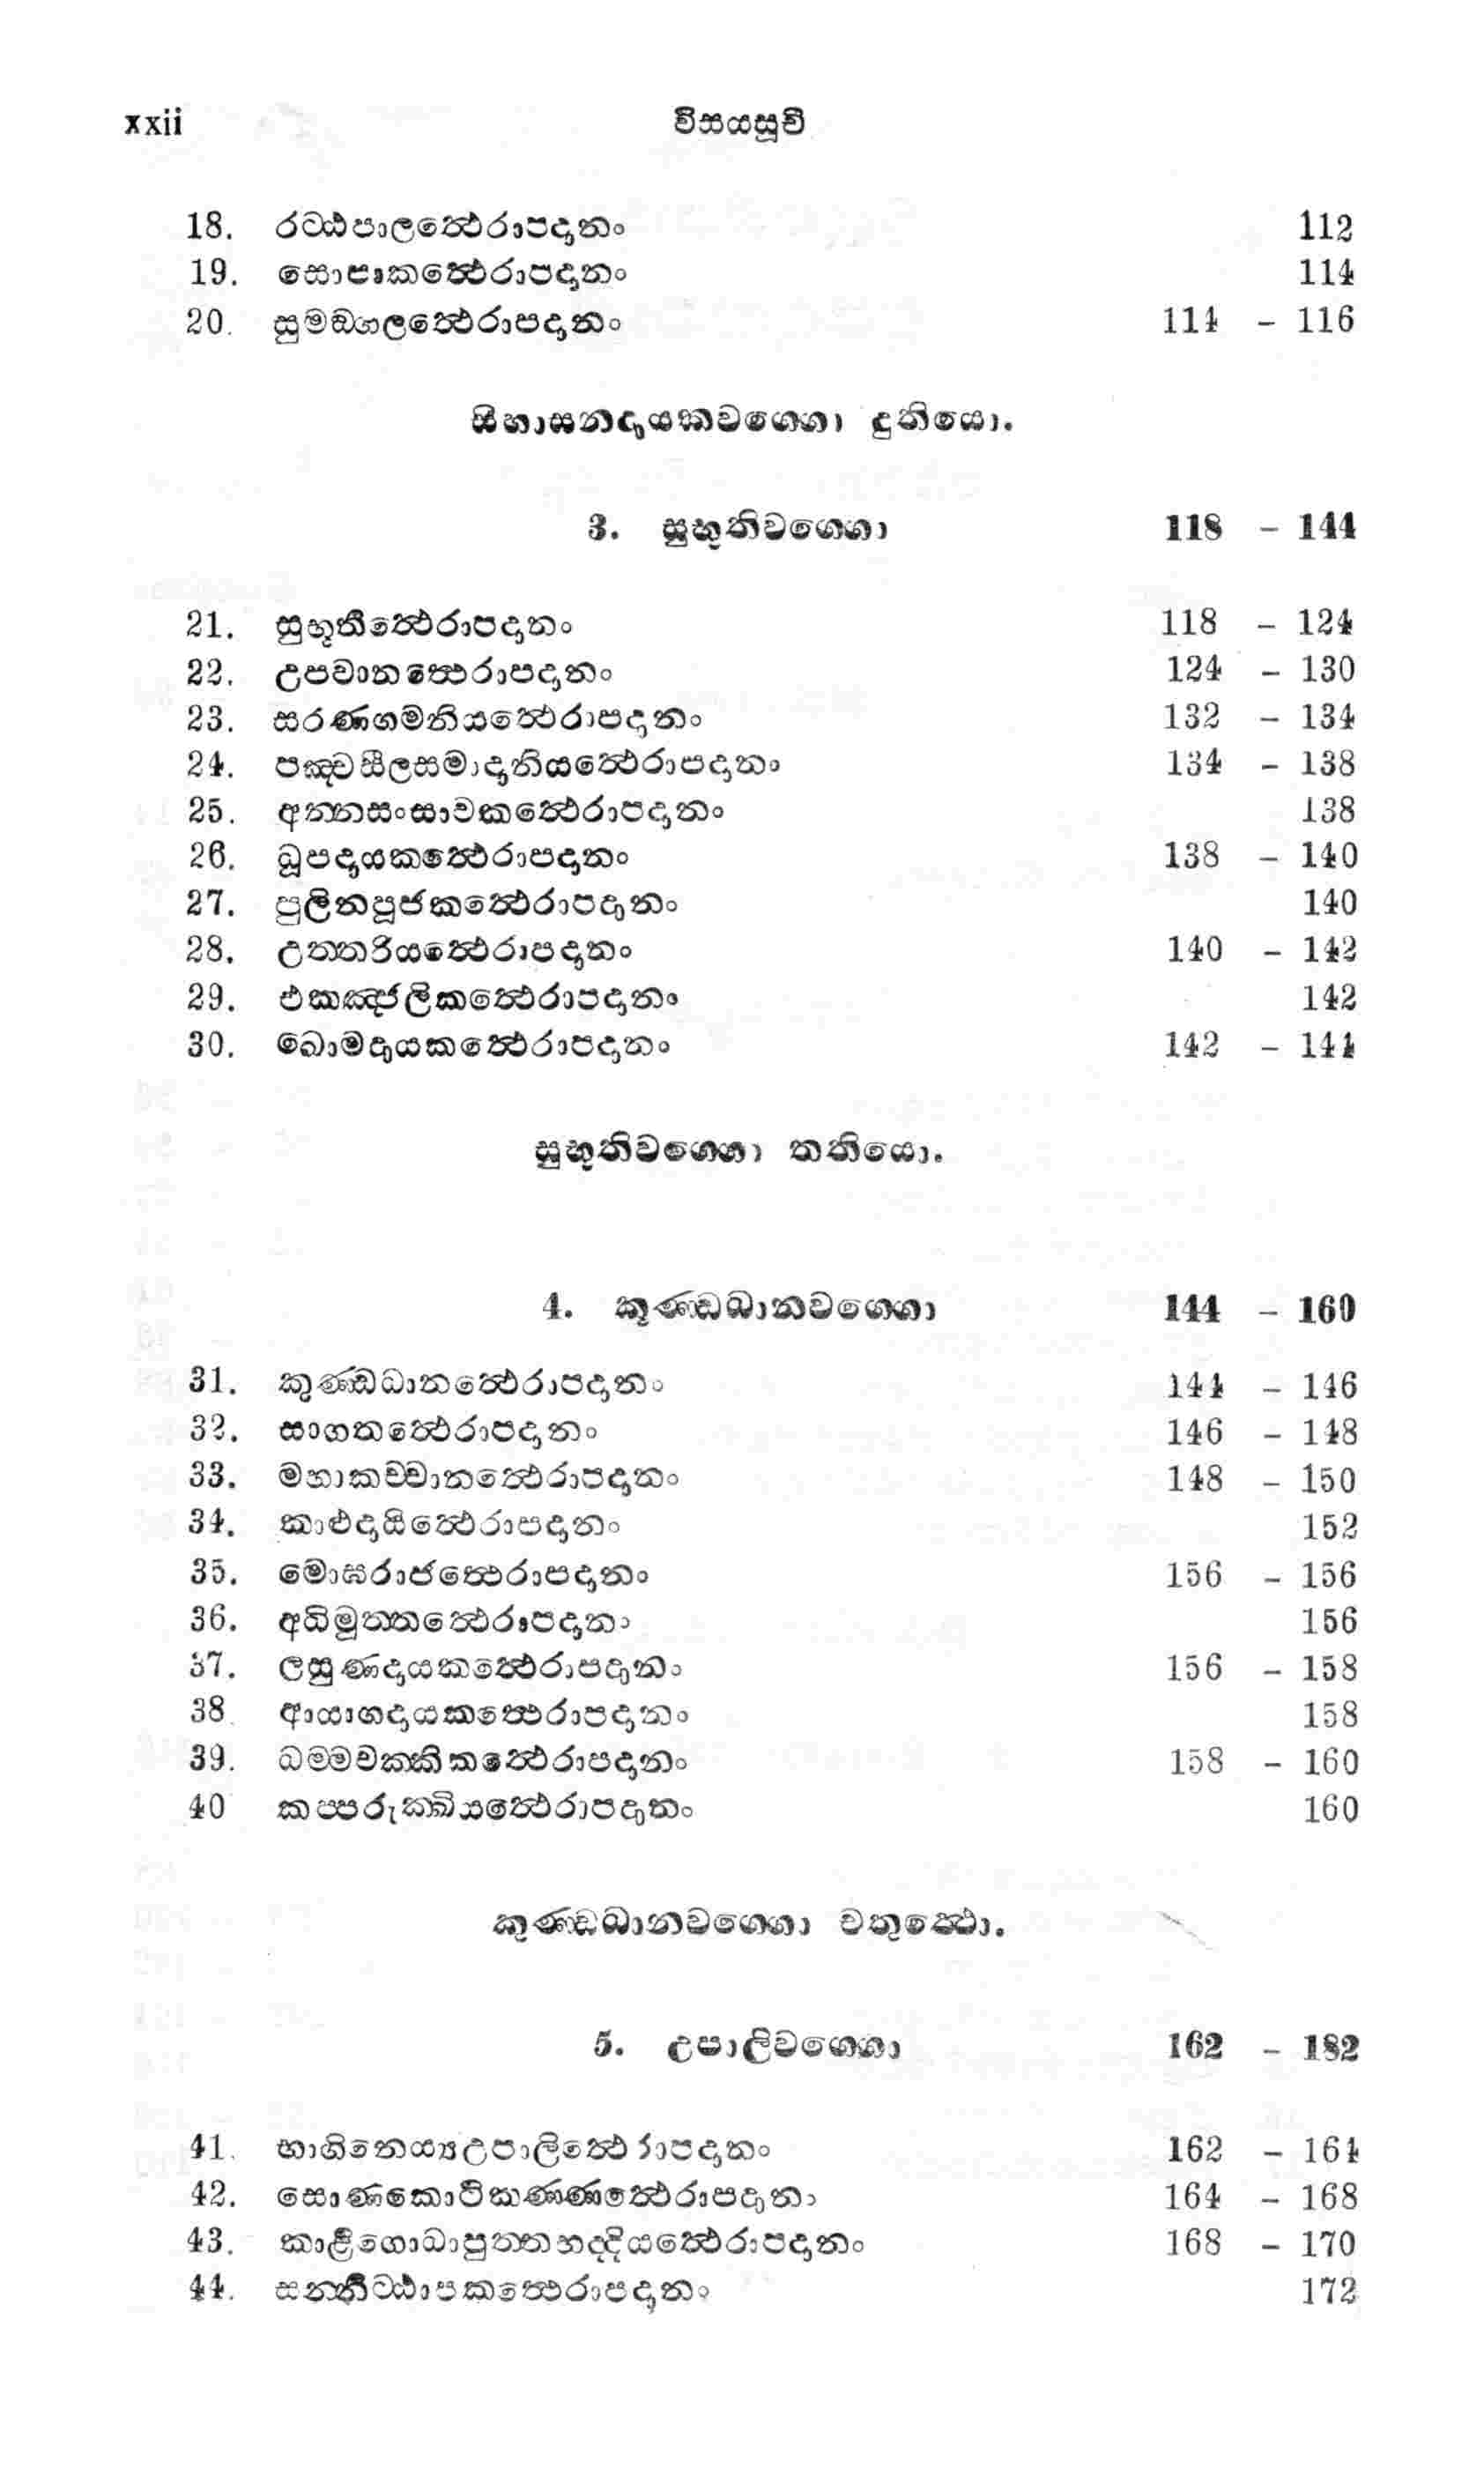 xxii විසයසූචි
18. රට්ඨපාලත්ථෙරාපදානං 112
19. සොපාකත්ථෙරාපදානං 114
20. සුමඞ්ගලත්ථෙරාපදානං 114 - 116
සීහාසනදායකවග්ගො දුතියො.
3. සුභූතිවග්ගො 118 - 144
21. සුභූතිත්ථෙරාපදානං 118 - 124
22. උපවානත්ථෙරාපදානං 124 - 130
23. සරණගමනියත්ථෙරාපදානං 132 - 134
24. පඤ්චසීලසමාදානියත්ථෙරාපදානං 134 - 138
25. අන්නසංසාවකත්ථෙරාපදානං 138
26. ධූපදායකත්ථෙරාපදානං 138 - 140
27. පුලිනපූජකත්ථෙරාපදානං 140
28. උත්තරියත්ථෙරාපදානං 140 - 142
29. එකඤ්ජලිකත්ථෙරාපදානං 142
30. ඛොමදායකත්ථෙරාපදානං 142 - 144
සුභූතිවග්ගො තතියො.
4. කුණ්ඩධානවග්ගො 144 - 160
31. කුණ්ඩධානත්ථෙරාපදානං 144 - 146
32. සාගතත්ථෙරාපදානං 146 - 148
33. මහාකච්චානත්ථෙරාපදානං 148 - 150
34. කාළුදායිත්ථෙරාපදානං 152
35. මොඝරාජත්ථෙරාපදානං 156 - 156
36. අධිමුත්තත්ථෙරාපදානං 156
37. ලසුණදායකත්ථෙරාපදානං 156 - 158
38. ආයාගදායකත්ථෙරාපදානං 158
39. ධම්මචක්කිකත්ථෙරාපදානං 158 - 160
40 කප්පරුක්ඛියත්ථෙරාපදානං 160
කුණ්ඩධානවග්ගො චතුත්ථො.
5. උපාලිවග්ගො 162 - 182
41. භාගිනෙය්‍යඋපාලිත්ථෙරාපදානං 162 - 164
42. සොණකොටිකණ්ණත්ථෙරාපදානං 164 - 168
43. කාළිගොධාපුත්තභද්දියත්ථෙරාපදානං 168 - 170
44. සන්නිට්ඨාපකත්ථෙරාපදානං 172